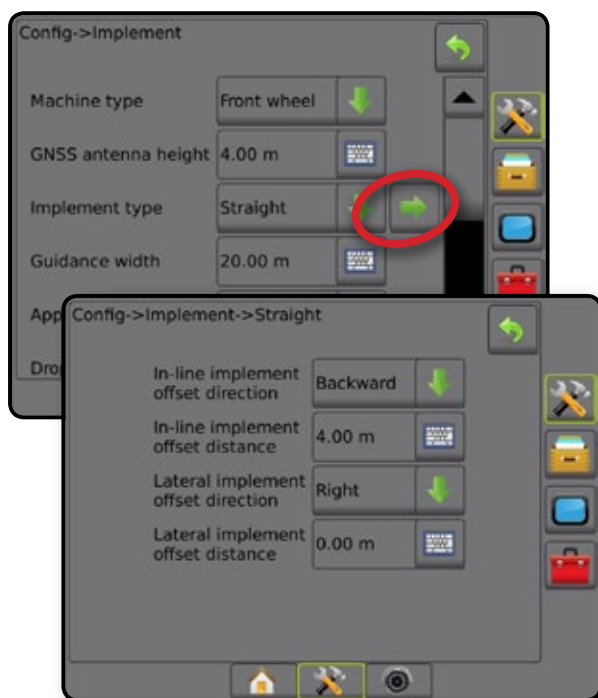 Config->Implement
Machine type
Front wheel
GNSS antenna height
4.00 m
Implement type
Straight
Guidance width
20.00 m
App
Dro
Config->Implement->Straight
In-line implement
offset direction
Backward
In-line implement
offset distance
4.00 m
Lateral implement
offset direction
Right
Lateral implement
offset distance
0.00 m